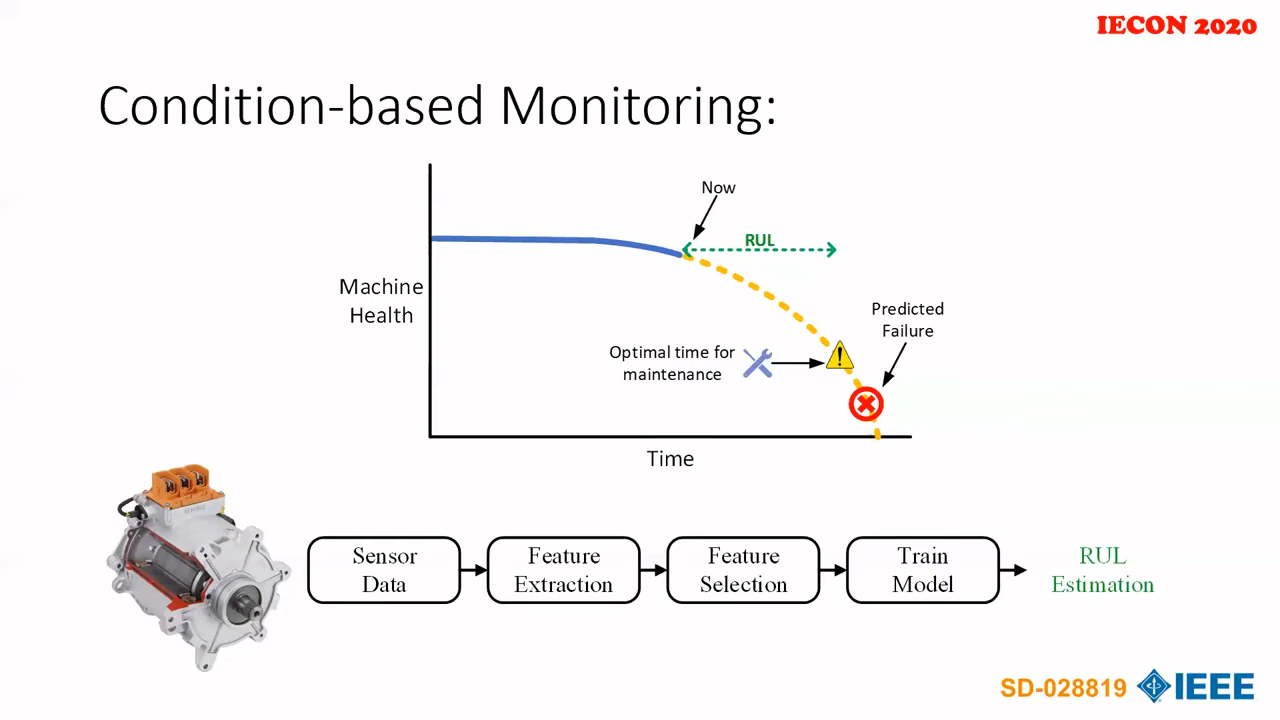 IECON 2020
Condition-based Monitoring:
Now
RUL
Machine
Health
Predicted
Failure
Optimal time for
maintenance
Time
Sensor
Data
Feature
Extraction
Feature
Selection
Train
Model
RUL
Estimation
SD-028819
IEEE